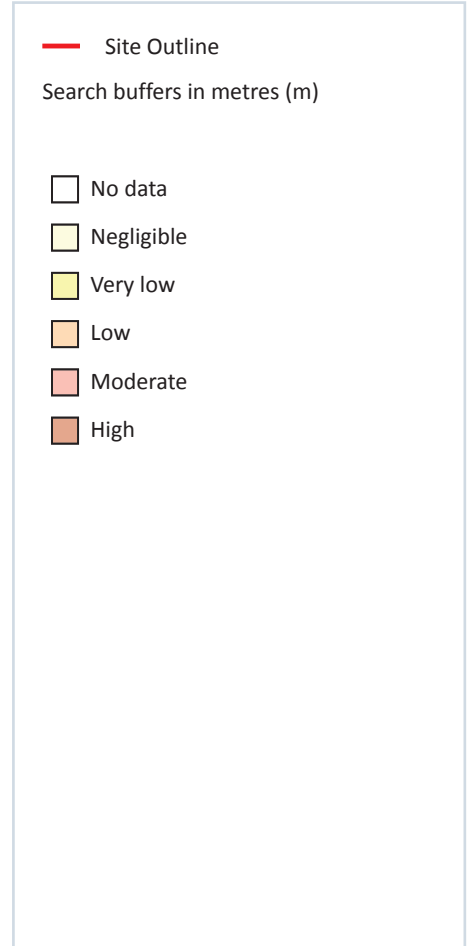 Site Outline
Search buffers in metres (m)
No data
Negligible
Very low
Low
Moderate
High